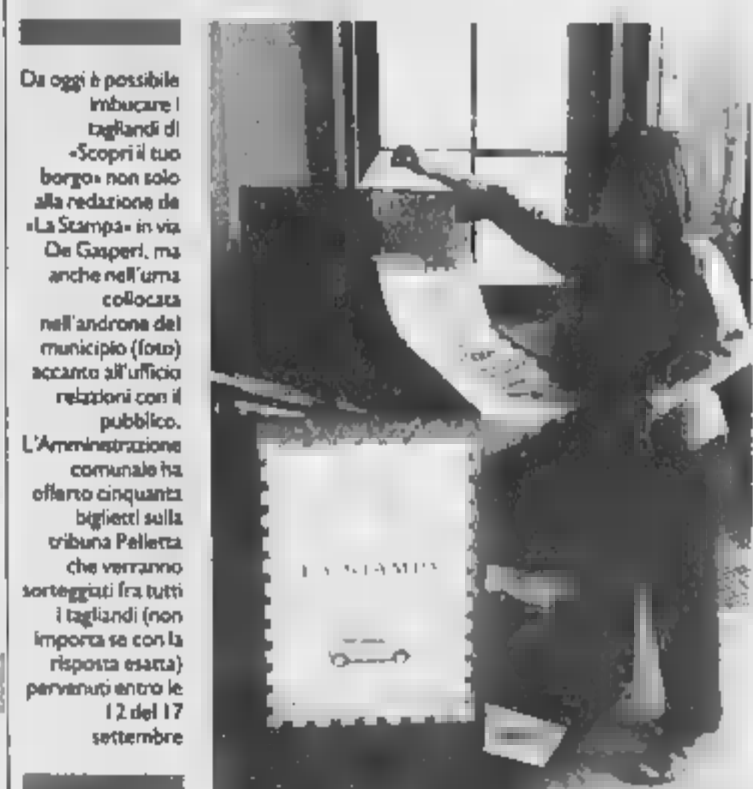 Da oggi è possibile
imbucare i
tagliandi di
«Scopri il tuo
borgo» non solo
alla redazione de
«La Stampa» in via
De Gasperi, ma
anche nell'urna
collocata
nell'androne del
municipio (foto)
accanto all'ufficio
relazioni con il
pubblico.
L'Amministrazione
comunale ha
offerto cinquanta
biglietti sulla
tribuna Pelletta
che verranno
sorteggiati fra tutti
i tagliandi (non
importa se con la
risposta esatta)
pervenuti entro le
12 del 17
settembre
LA STAMPA